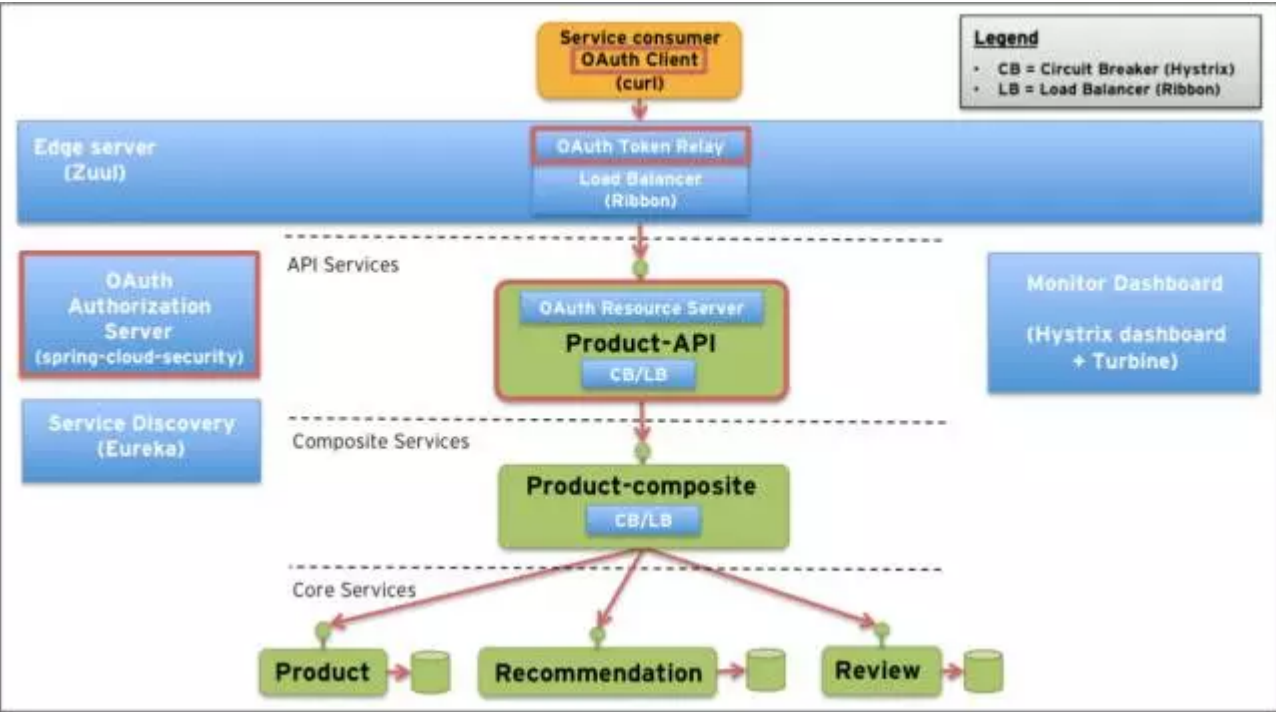 Service consumer
OAuth Client
(curl)
Legend
• CB = Circuit Breaker (Hystrix)
• LB = Load Balancer (Ribbon)
Edge server
(Zuul)
OAuth Token Relay
Load Balancer
(Ribbon)
API Services
OAuth
Authorization
Server
(spring-cloud-security)
OAuth Resource Server
Product-API
CB/LB
Monitor Dashboard
(Hystrix dashboard
+ Turbine)
Service Discovery
(Eureka)
Composite Services
Product-composite
CB/LB
Core Services
Product
Recommendation
Review